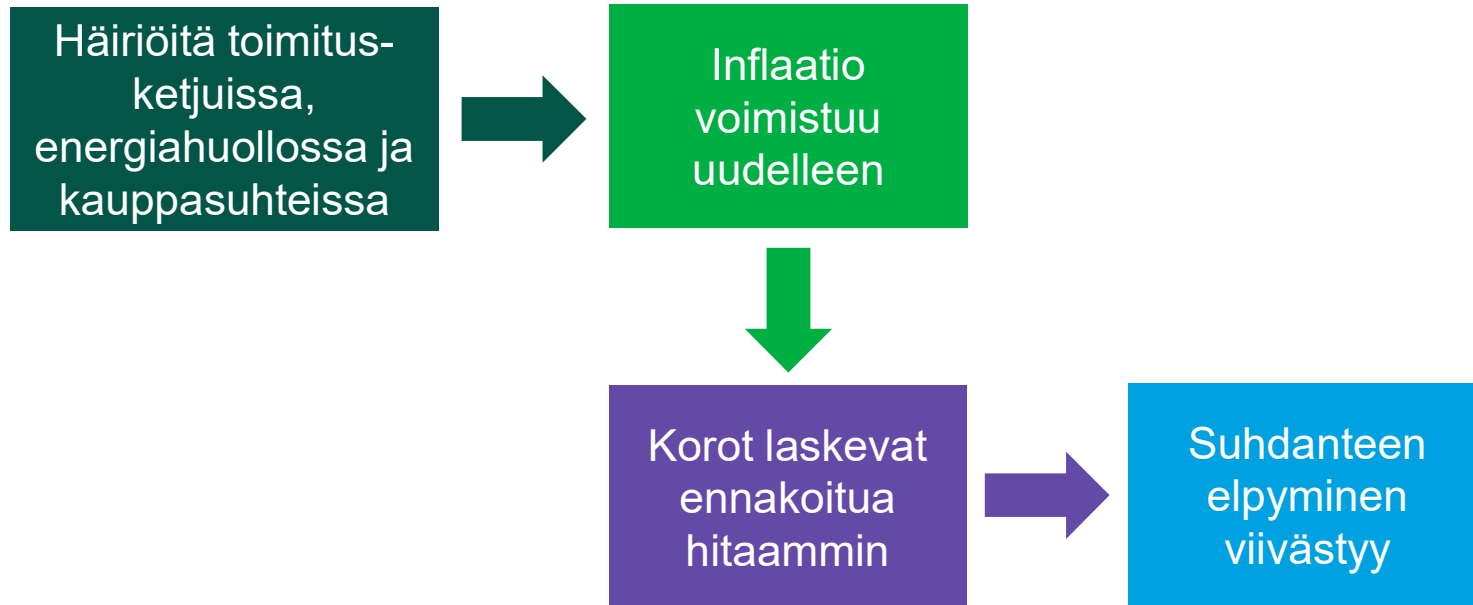 Häiriöitä toimitus-
ketjuissa,
energiahuollossa ja
kauppasuhteissa
Inflaatio
voimistuu
uudelleen
Korot laskevat
ennakoitua
hitaammin
Suhdanteen
elpyminen
viivästyy